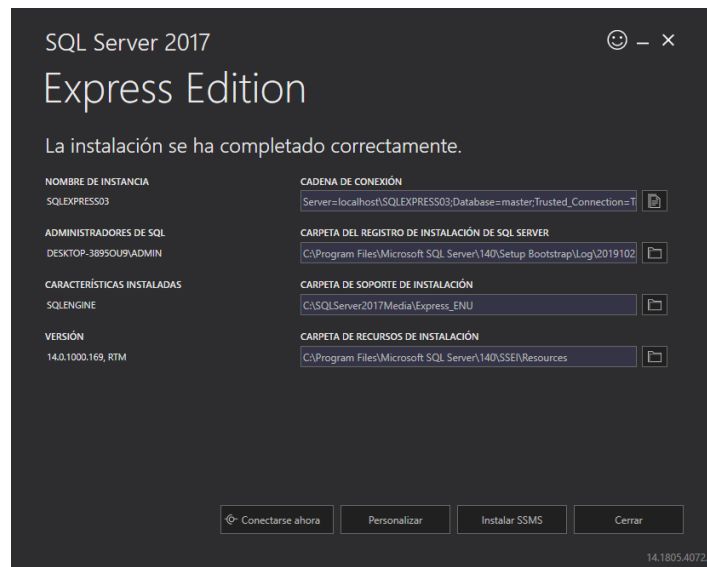 SQL Server 2017
Express Edition
La instalación se ha completado correctamente.
NOMBRE DE INSTANCIA
SQLEXPRESS03
CADENA DE CONEXIÓN
Server=localhost\SQLEXPRESS03;Database=master;Trusted_Connection=T
ADMINISTRADORES DE SQL
DESKTOP-3895OU9\ADMIN
CARPETA DEL REGISTRO DE INSTALACIÓN DE SQL SERVER
C:\Program Files\Microsoft SQL Server\140\Setup Bootstrap\Log\2019102
CARACTERÍSTICAS INSTALADAS
SQLENGINE
CARPETA DE SOPORTE DE INSTALACIÓN
C:\SQLServer2017Media\Express_ENU
VERSIÓN
14.0.1000.169, RTM
CARPETA DE RECURSOS DE INSTALACIÓN
C:\Program Files\Microsoft SQL Server\140\SSEI\Resources
Conectarse ahora
Personalizar
Instalar SSMS
Cerrar
14.1805.4072.